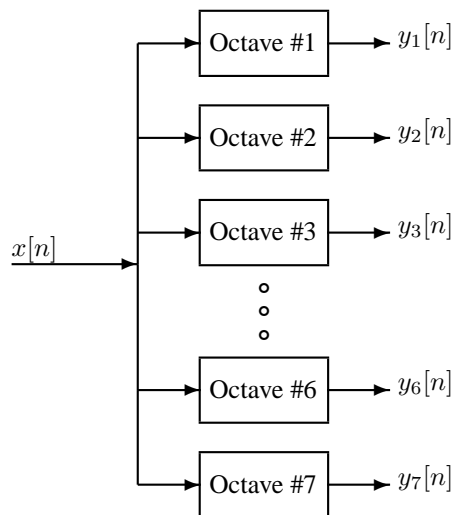 Octave #1 y₁[n]
Octave #2 y₂[n]
Octave #3 y₃[n]
x[n]
Octave #6 y₆[n]
Octave #7 y₇[n]